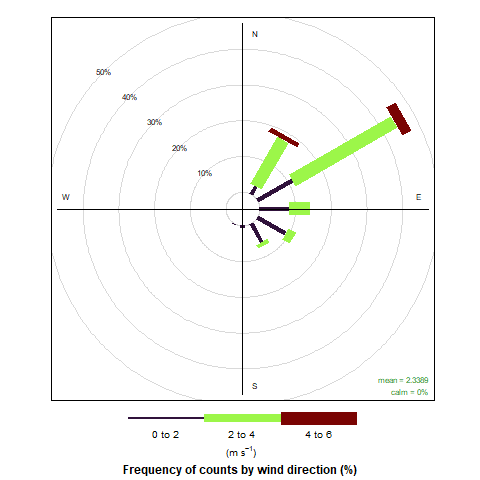 N
50%
40%
30%
20%
10%
W
E
S
mean = 2.3389
calm = 0%
0 to 2
2 to 4
4 to 6
(m s⁻¹)
Frequency of counts by wind direction (%)